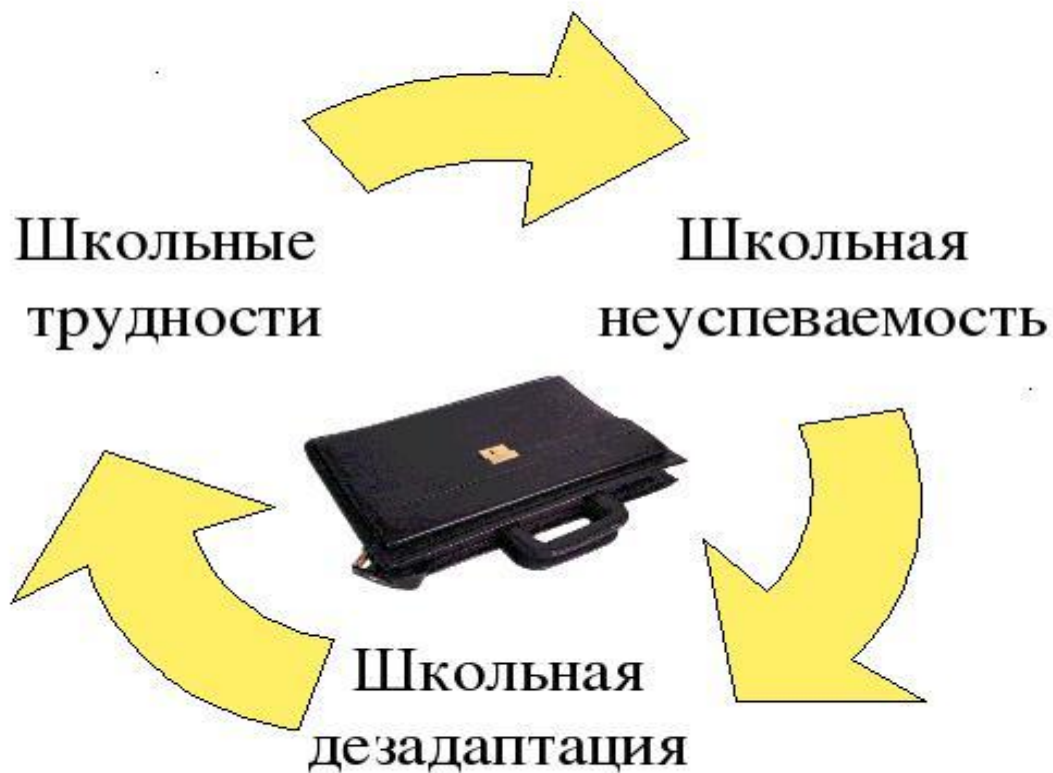 Школьные
трудности
Школьная
неуспеваемость
Школьная
дезадаптация